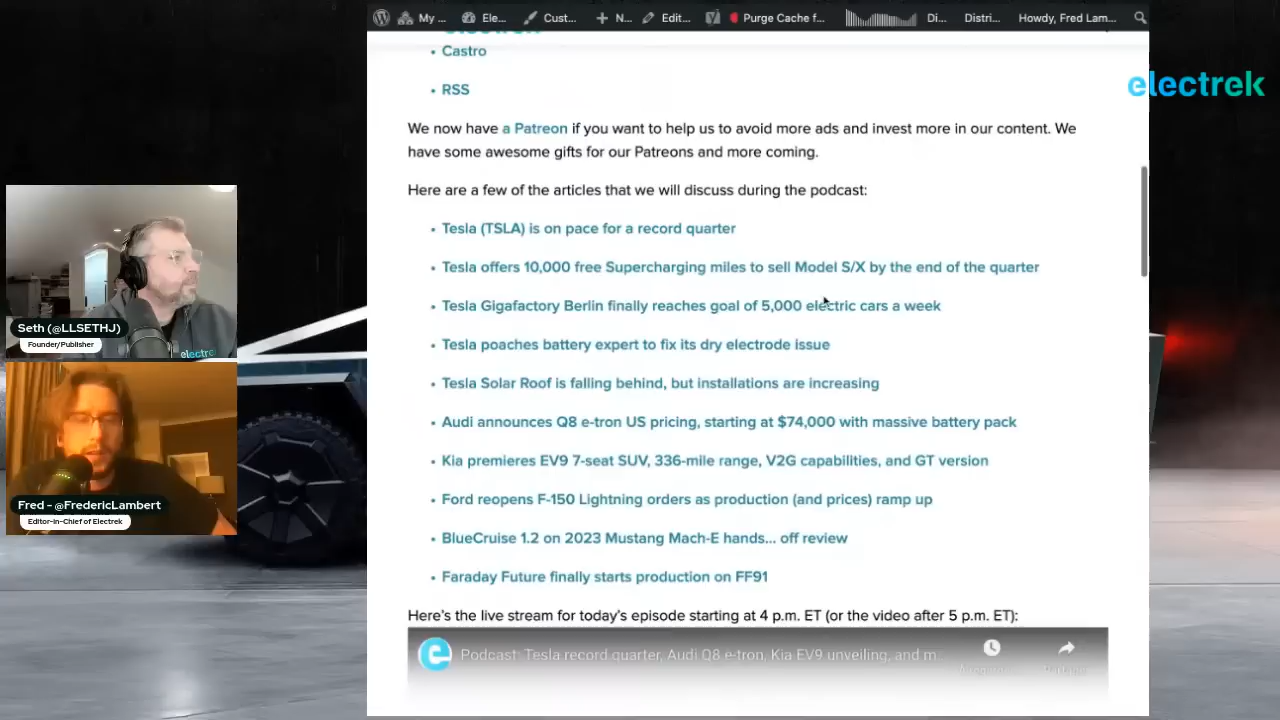 My ...
Ele...
Cust...
N...
Edit...
Purge Cache f...
Di...
Distri...
Howdy, Fred Lam...
electrek
Castro
RSS
electrek
We now have a Patreon if you want to help us to avoid more ads and invest more in our content. We
have some awesome gifts for our Patreons and more coming.
Here are a few of the articles that we will discuss during the podcast:
Tesla (TSLA) is on pace for a record quarter
Tesla offers 10,000 free Supercharging miles to sell Model S/X by the end of the quarter
Tesla Gigafactory Berlin finally reaches goal of 5,000 electric cars a week
Tesla poaches battery expert to fix its dry electrode issue
Tesla Solar Roof is falling behind, but installations are increasing
Audi announces Q8 e-tron US pricing, starting at $74,000 with massive battery pack
Kia premieres EV9 7-seat SUV, 336-mile range, V2G capabilities, and GT version
Ford reopens F-150 Lightning orders as production (and prices) ramp up
BlueCruise 1.2 on 2023 Mustang Mach-E hands... off review
Faraday Future finally starts production on FF91
Here's the live stream for today's episode starting at 4 p.m. ET (or the video after 5 p.m. ET):
Podcast: Tesla record quarter, Audi Q8 e-tron, Kia EV9 unveiling, and m...
Seth (@LLSETHJ)
Founder/Publisher
electrek
Fred - @FredericLambert
Editor-in-Chief of Electrek